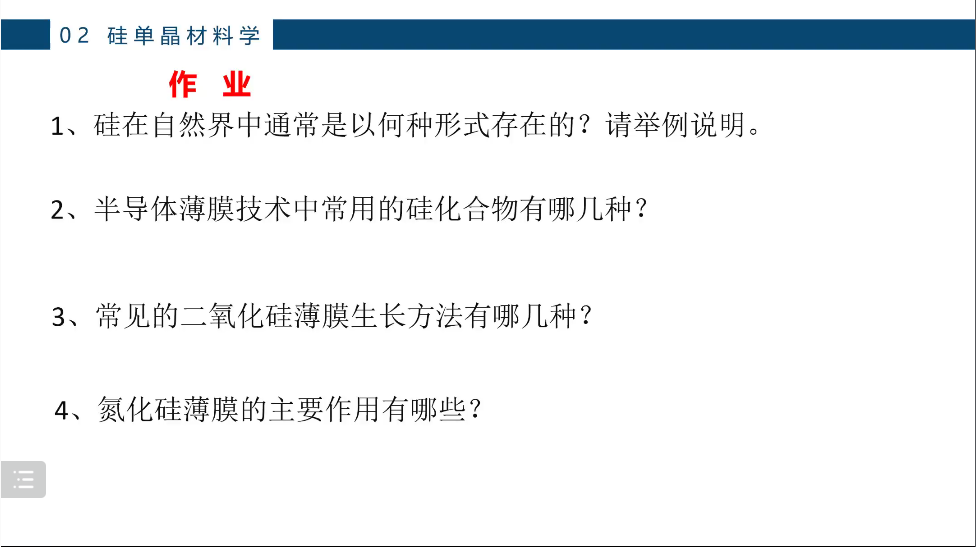 02 硅单晶材料学
作 业
1、硅在自然界中通常是以何种形式存在的？请举例说明。
2、半导体薄膜技术中常用的硅化合物有哪几种？
3、常见的二氧化硅薄膜生长方法有哪几种？
4、氮化硅薄膜的主要作用有哪些？